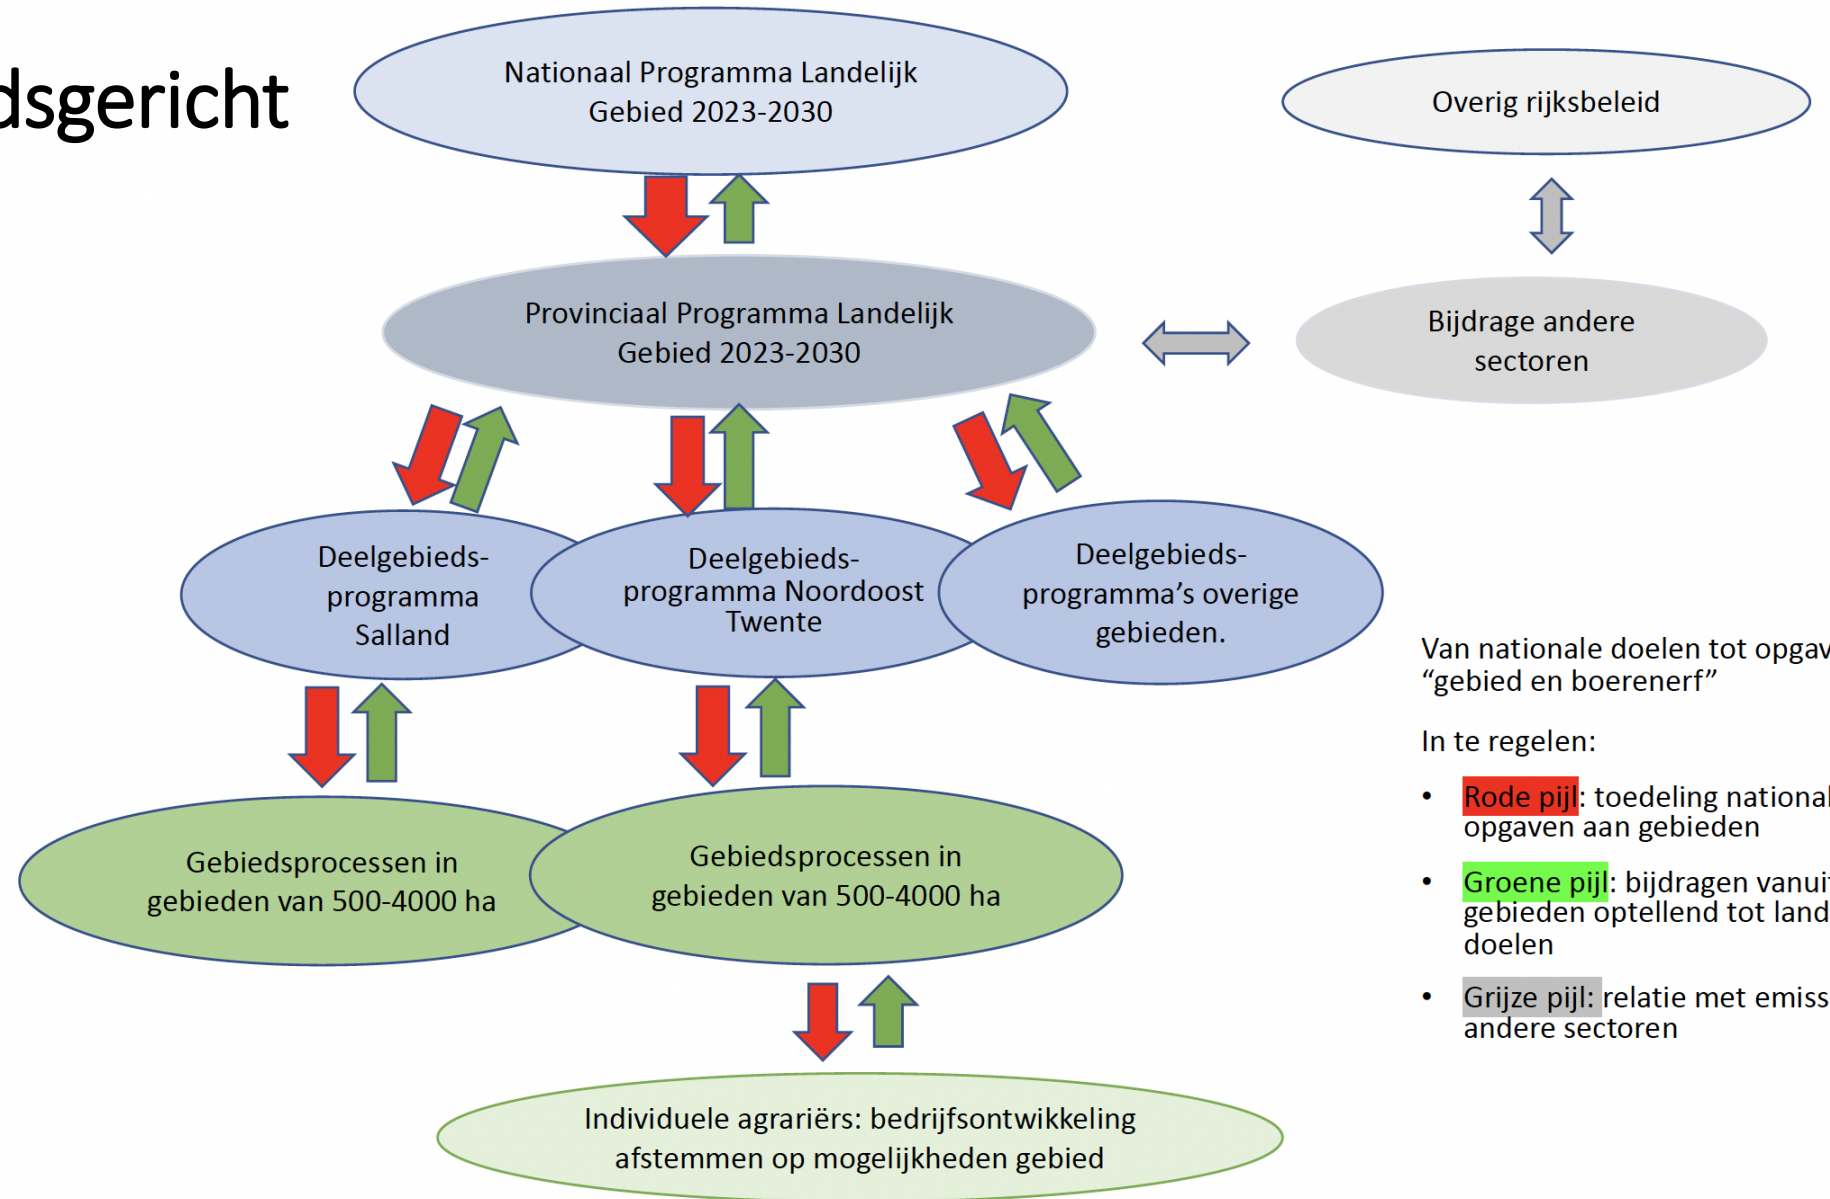 dsgericht
Nationaal Programma Landelijk
Gebied 2023-2030
Overig rijksbeleid
Provinciaal Programma Landelijk
Gebied 2023-2030
Bijdrage andere
sectoren
Deelgebieds-
programma
Salland
Deelgebieds-
programma Noordoost
Twente
Deelgebieds-
programma’s overige
gebieden.
Van nationale doelen tot opgav
“gebied en boerenerf”
In te regelen:
• Rode pijl: toedeling national
opgaven aan gebieden
• Groene pijl: bijdragen vanui
gebieden optellend tot land
doelen
• Grijze pijl: relatie met emiss
andere sectoren
Gebiedsprocessen in
gebieden van 500-4000 ha
Gebiedsprocessen in
gebieden van 500-4000 ha
Individuele agrariërs: bedrijfsontwikkeling
afstemmen op mogelijkheden gebied